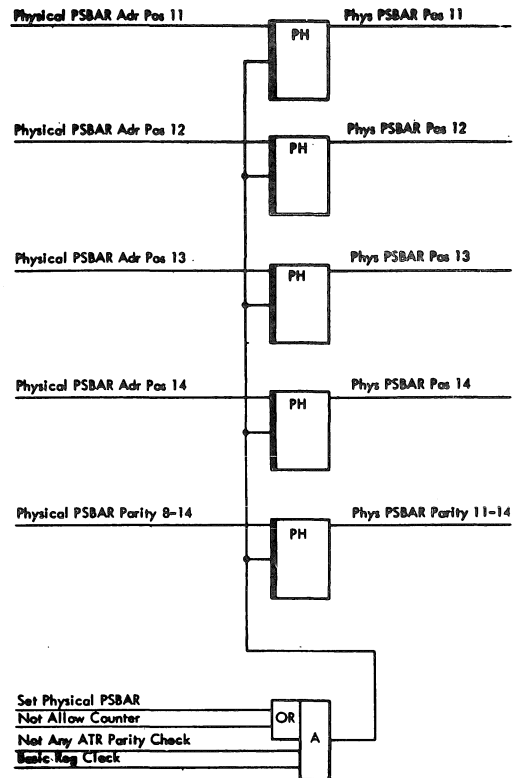 Physical PSBAR Adr Pos 11
PH
Phys PSBAR Pos 11
Physical PSBAR Adr Pos 12
PH
Phys PSBAR Pos 12
Physical PSBAR Adr Pos 13
PH
Phys PSBAR Pos 13
Physical PSBAR Adr Pos 14
PH
Phys PSBAR Pos 14
Physical PSBAR Parity 8-14
PH
Phys PSBAR Parity 11-14
Set Physical PSBAR
Not Allow Counter
OR
Not Any ATR Parity Check
A
Basic Reg Clock